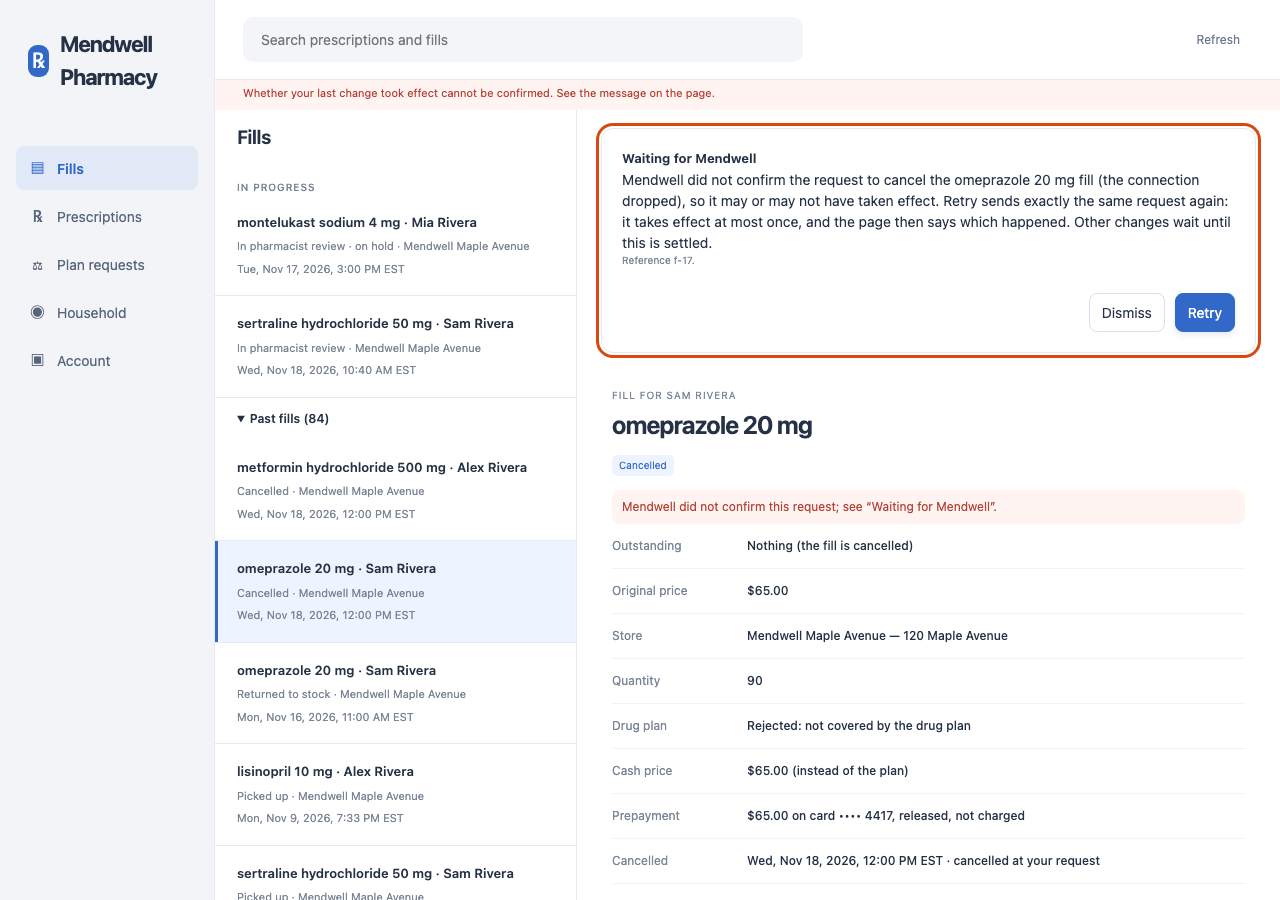 Mendwell
Pharmacy
Fills
Prescriptions
Plan requests
Household
Account
Search prescriptions and fills
Refresh
Whether your last change took effect cannot be confirmed. See the message on the page.
Fills
IN PROGRESS
montelukast sodium 4 mg · Mia Rivera
In pharmacist review · on hold · Mendwell Maple Avenue
Tue, Nov 17, 2026, 3:00 PM EST
sertraline hydrochloride 50 mg · Sam Rivera
In pharmacist review · Mendwell Maple Avenue
Wed, Nov 18, 2026, 10:40 AM EST
▼ Past fills (84)
metformin hydrochloride 500 mg · Alex Rivera
Cancelled · Mendwell Maple Avenue
Wed, Nov 18, 2026, 12:00 PM EST
omeprazole 20 mg · Sam Rivera
Cancelled · Mendwell Maple Avenue
Wed, Nov 18, 2026, 12:00 PM EST
omeprazole 20 mg · Sam Rivera
Returned to stock · Mendwell Maple Avenue
Mon, Nov 16, 2026, 11:00 AM EST
lisinopril 10 mg · Alex Rivera
Picked up · Mendwell Maple Avenue
Mon, Nov 9, 2026, 7:33 PM EST
sertraline hydrochloride 50 mg · Sam Rivera
Picked up · Mendwell Maple Avenue
Waiting for Mendwell
Mendwell did not confirm the request to cancel the omeprazole 20 mg fill (the connection
dropped), so it may or may not have taken effect. Retry sends exactly the same request again:
it takes effect at most once, and the page then says which happened. Other changes wait until
this is settled.
Reference f-17.
Dismiss
Retry
FILL FOR SAM RIVERA
omeprazole 20 mg
Cancelled
Mendwell did not confirm this request; see “Waiting for Mendwell”.
Outstanding Nothing (the fill is cancelled)
Original price $65.00
Store Mendwell Maple Avenue — 120 Maple Avenue
Quantity 90
Drug plan Rejected: not covered by the drug plan
Cash price $65.00 (instead of the plan)
Prepayment $65.00 on card •••• 4417, released, not charged
Cancelled Wed, Nov 18, 2026, 12:00 PM EST · cancelled at your request